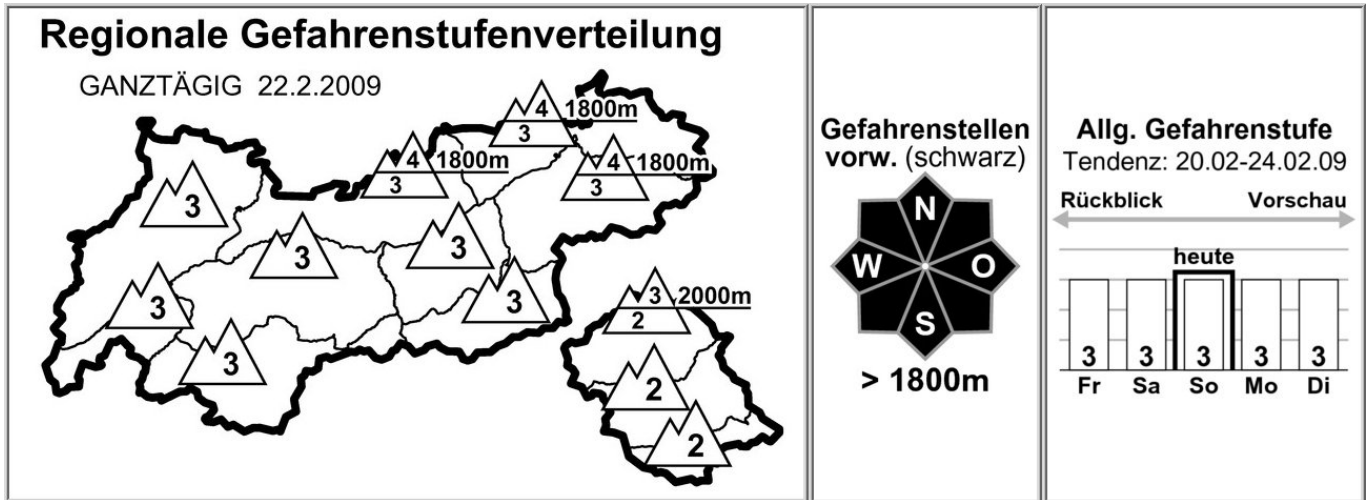 Regionale Gefahrenstufenverteilung
GANZTÄGIG 22.2.2009
4 1800m
3
4 1800m
3
4 1800m
3
3
3
3
3
3
3
3 2000m
2
2
2
Gefahrenstellen
vorw. (schwarz)
N
W O
S
> 1800m
Allg. Gefahrenstufe
Tendenz: 20.02-24.02.09
Rückblick Vorschau
heute
3 3 3 3 3
Fr Sa So Mo Di